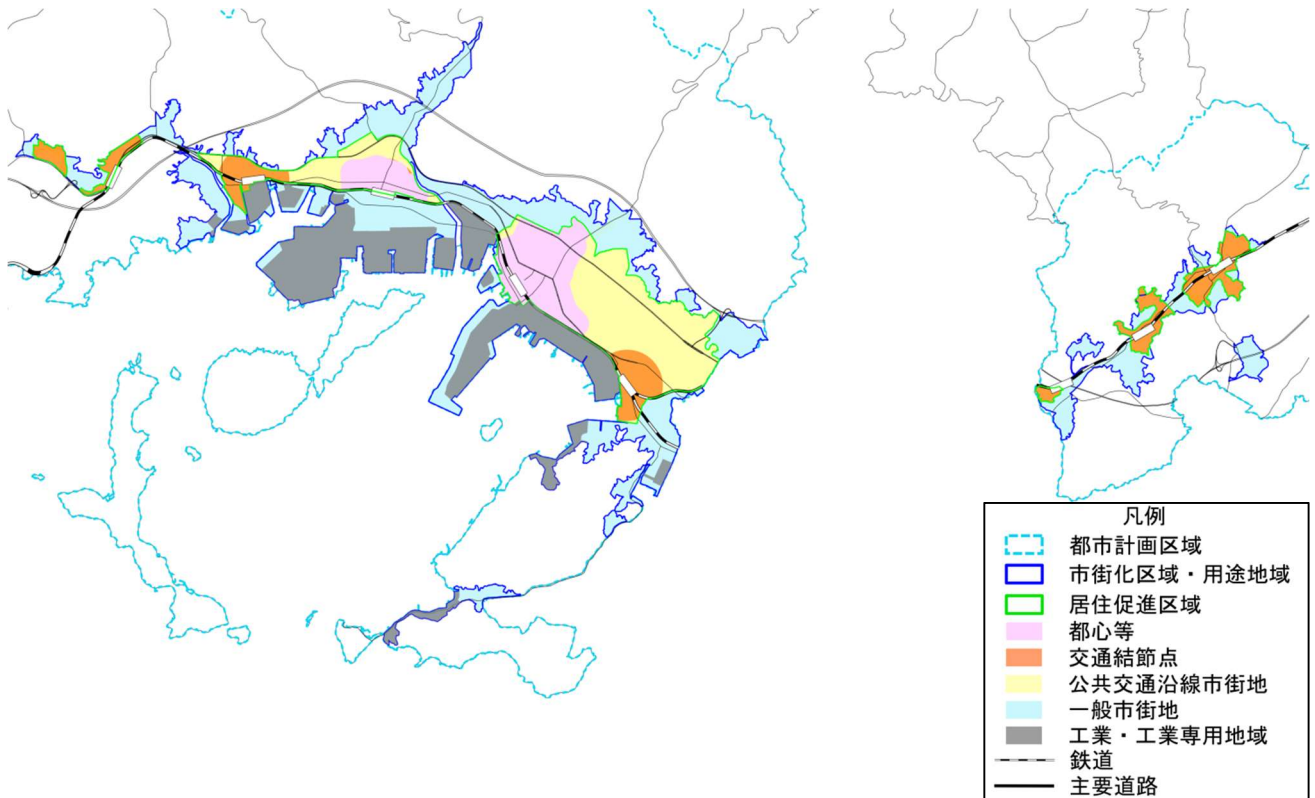 凡例
都市計画区域
市街化区域・用途地域
居住促進区域
都心等
交通結節点
公共交通沿線市街地
一般市街地
工業・工業専用地域
鉄道
主要道路